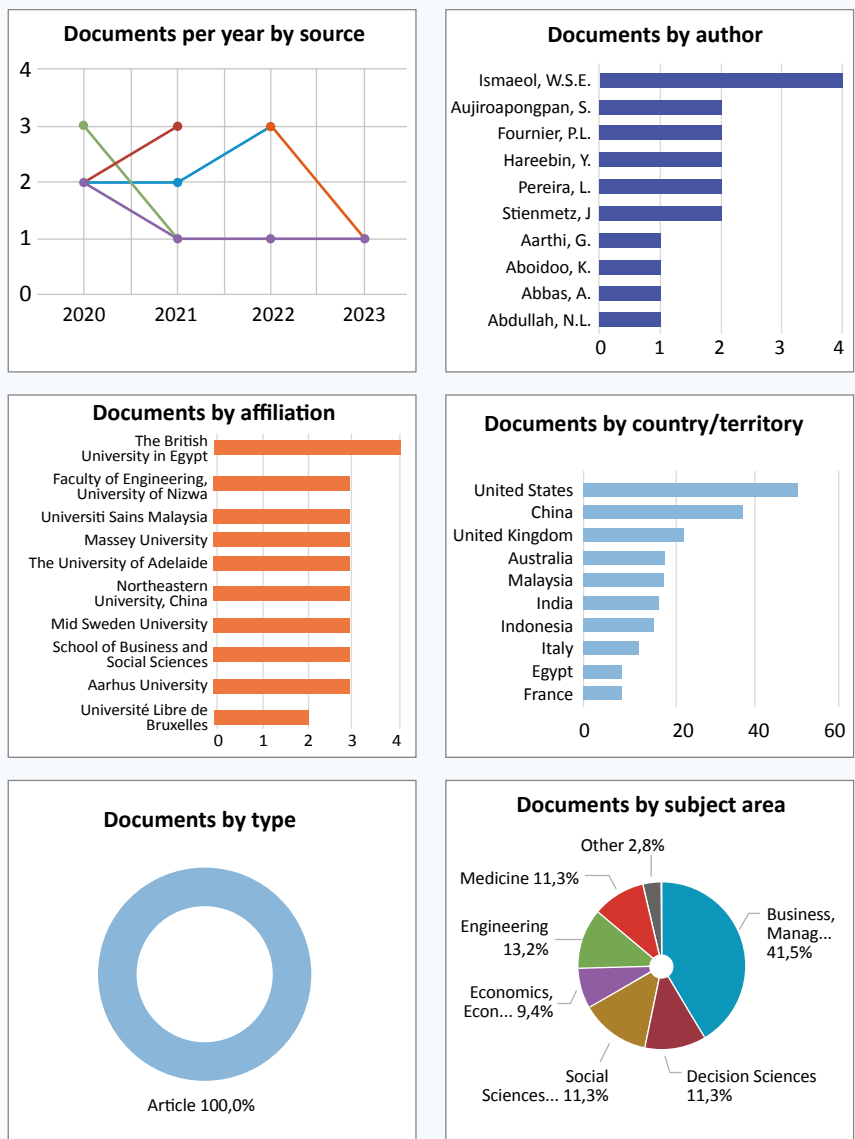 Documents per year by source
4
3
2
1
0
2020 2021 2022 2023
Documents by author
Ismaeol, W.S.E.
Aujiroapongpan, S.
Fournier, P.L.
Hareebin, Y.
Pereira, L.
Stienmetz, J
Aarthi, G.
Aboidoo, K.
Abbas, A.
Abdullah, N.L.
0 1 2 3 4
Documents by affiliation
The British
University in Egypt
Faculty of Engineering,
University of Nizwa
Universiti Sains Malaysia
Massey University
The University of Adelaide
Northeastern
University, China
Mid Sweden University
School of Business and
Social Sciences
Aarhus University
Université Libre de
Bruxelles
0 1 2 3 4
Documents by country/territory
United States
China
United Kingdom
Australia
Malaysia
India
Indonesia
Italy
Egypt
France
0 20 40 60
Documents by type
Article 100,0%
Documents by subject area
Other 2,8%
Medicine 11,3%
Engineering
13,2%
Economics,
Econ... 9,4%
Social
Sciences... 11,3%
Decision Sciences
11,3%
Business,
Manag...
41,5%